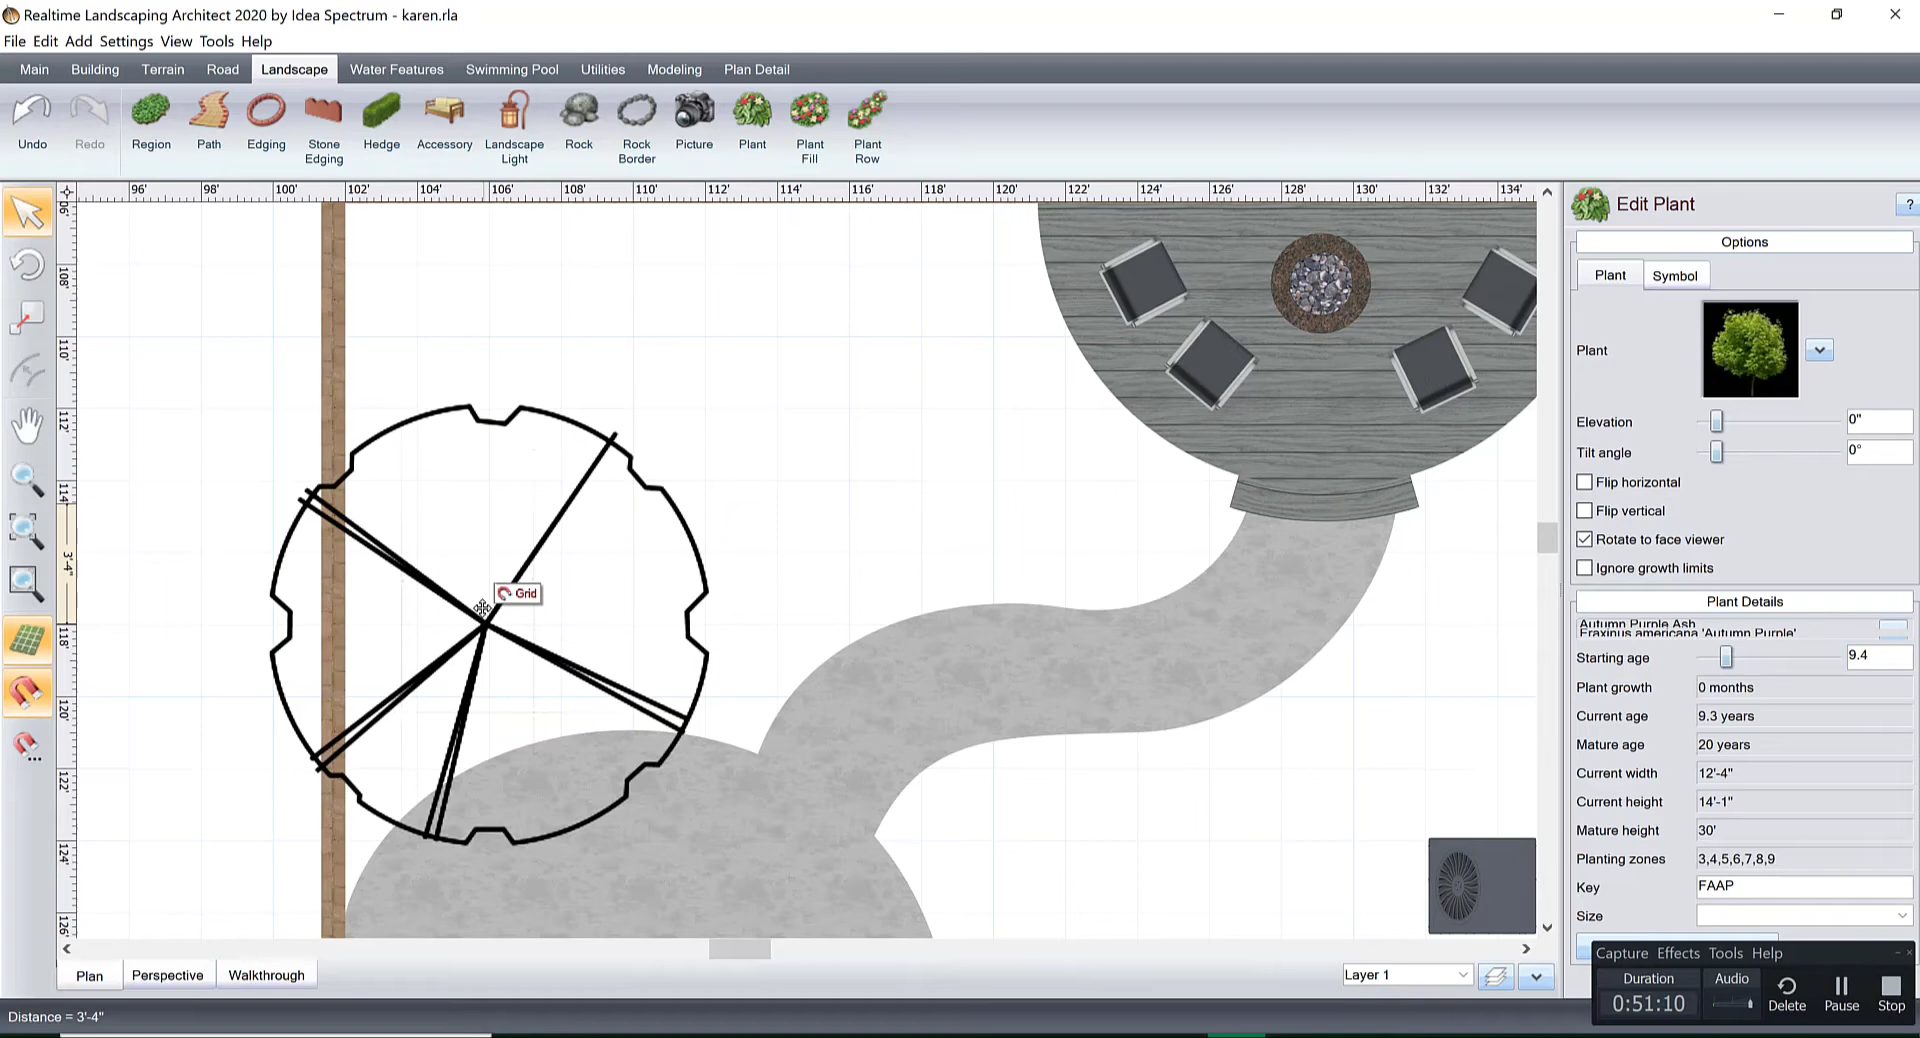 Realtime Landscaping Architect 2020 by Idea Spectrum - karen.rla
File Edit Add Settings View Tools Help
Main Building Terrain Road Landscape Water Features Swimming Pool Utilities Modeling Plan Detail
Undo Redo Region Path Edging Stone Edging Hedge Accessory Landscape Light Rock Rock Border Picture Plant Plant Fill Plant Row
96' 98' 100' 102' 104' 106' 108' 110' 112' 114' 116' 118' 120' 122' 124' 126' 128' 130' 132' 134'
06'
108'
110'
112'
114'
3'-4"
118'
120'
122'
124'
126'
Grid
Edit Plant ?
Options
Plant Symbol
Plant
Elevation 0"
Tilt angle 0°
Flip horizontal
Flip vertical
Rotate to face viewer
Ignore growth limits
Plant Details
Autumn Purple Ash
Fraxinus americana 'Autumn Purple'
Starting age 9.4
Plant growth 0 months
Current age 9.3 years
Mature age 20 years
Current width 12'-4"
Current height 14'-1"
Mature height 30'
Planting zones 3,4,5,6,7,8,9
Key FAAP
Size
Capture Effects Tools Help
Duration Audio
0:51:10 Delete Pause Stop
Plan Perspective Walkthrough
Layer 1
Distance = 3'-4"